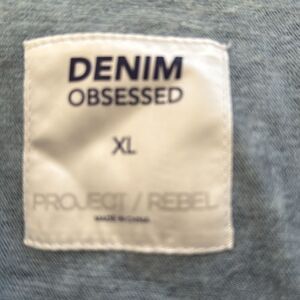 DENIM
OBSESSED
XL
PROJECT / REBEL
MADE IN CHINA